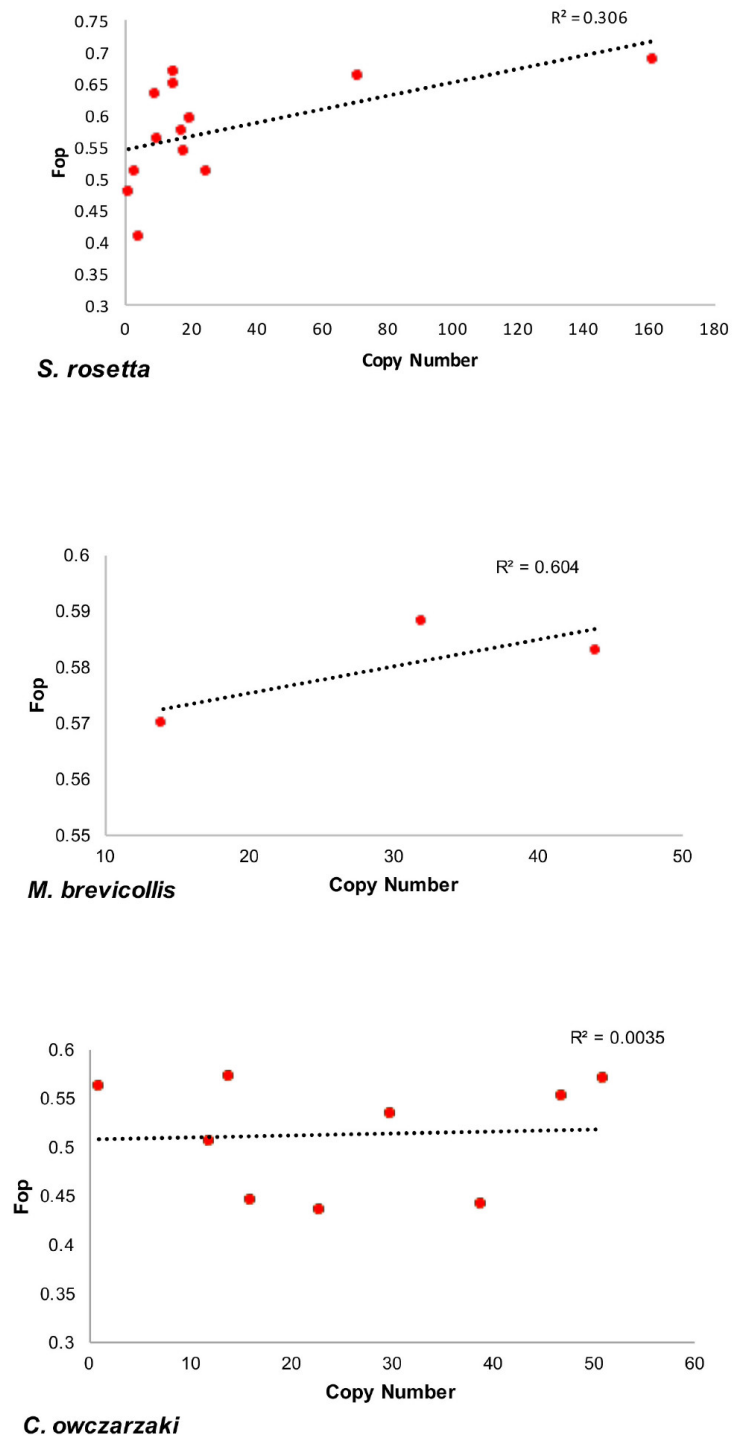 R² = 0.306
0.75
0.7
0.65
0.6
0.55
0.5
0.45
0.4
0.35
0.3
Fop
0 20 40 60 80 100 120 140 160 180
Copy Number
S. rosetta
R² = 0.604
0.6
0.59
0.58
0.57
0.56
0.55
Fop
10 20 30 40 50
Copy Number
M. brevicollis
R² = 0.0035
0.6
0.55
0.5
0.45
0.4
0.35
0.3
Fop
0 10 20 30 40 50 60
Copy Number
C. owczarzaki